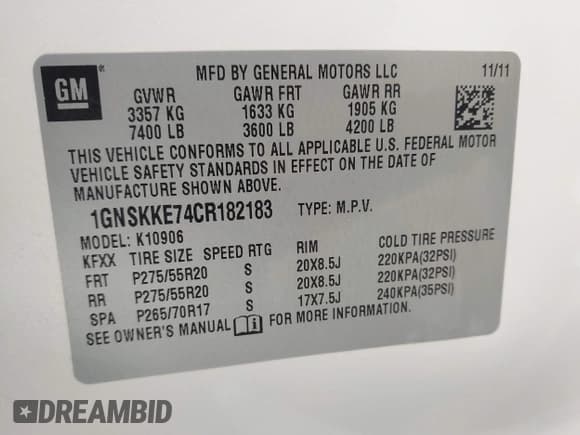 GM
MFD BY GENERAL MOTORS LLC 11/11
GVWR GAWR FRT GAWR RR
3357 KG 1633 KG 1905 KG
7400 LB 3600 LB 4200 LB
THIS VEHICLE CONFORMS TO ALL APPLICABLE U.S. FEDERAL MOTOR
VEHICLE SAFETY STANDARDS IN EFFECT ON THE DATE OF
MANUFACTURE SHOWN ABOVE.
1GNSKKE74CR182183 TYPE: M.P.V.
MODEL: K10906
KFXX TIRE SIZE SPEED RTG RIM COLD TIRE PRESSURE
FRT P275/55R20 S 20X8.5J 220KPA(32PSI)
RR P275/55R20 S 20X8.5J 220KPA(32PSI)
SPA P265/70R17 S 17X7.5J 240KPA(35PSI)
SEE OWNER'S MANUAL FOR MORE INFORMATION.
DREAMBID